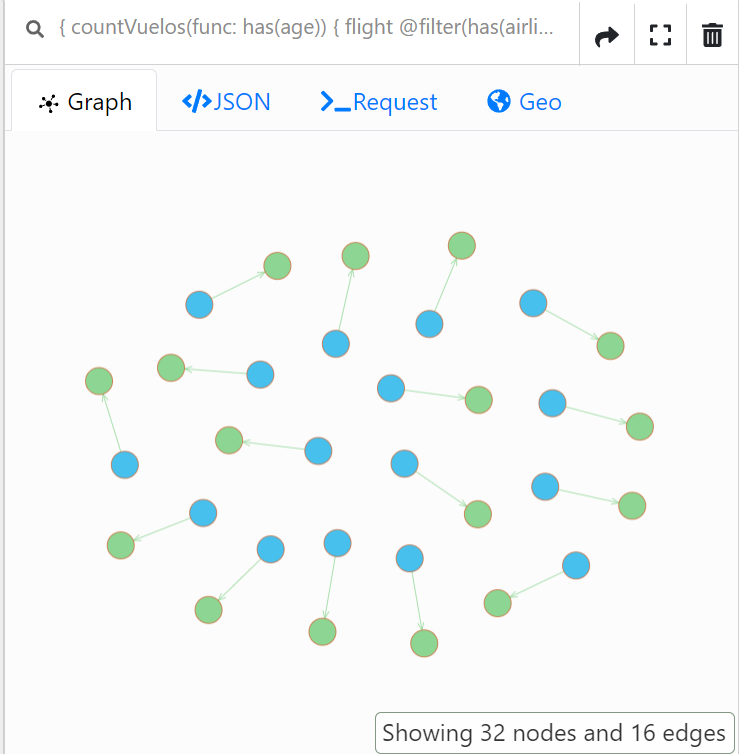 { countVuelos(func: has(age)) { flight @filter(has(airli...
Graph
JSON
Request
Geo
Showing 32 nodes and 16 edges